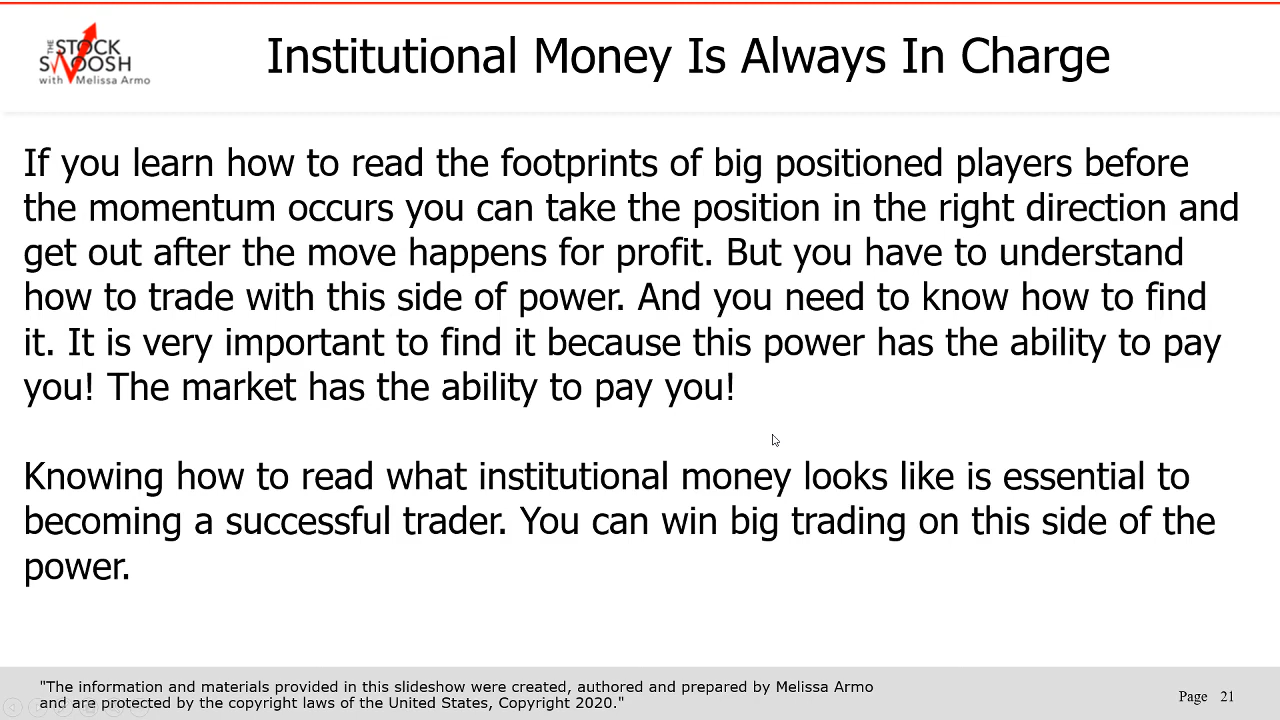 THE
STOCK
SWOOSH
with Melissa Armo
Institutional Money Is Always In Charge
If you learn how to read the footprints of big positioned players before
the momentum occurs you can take the position in the right direction and
get out after the move happens for profit. But you have to understand
how to trade with this side of power. And you need to know how to find
it. It is very important to find it because this power has the ability to pay
you! The market has the ability to pay you!
Knowing how to read what institutional money looks like is essential to
becoming a successful trader. You can win big trading on this side of the
power.
"The information and materials provided in this slideshow were created, authored and prepared by Melissa Armo
and are protected by the copyright laws of the United States, Copyright 2020."
Page 21